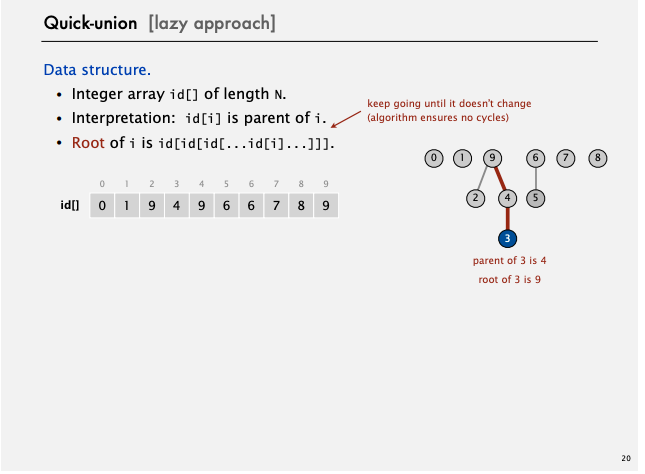 Quick-union [lazy approach]
Data structure.
• Integer array id[] of length N.
• Interpretation: id[i] is parent of i.
• Root of i is id[id[id[...id[i]...]]].
keep going until it doesn't change
(algorithm ensures no cycles)
0 1 2 3 4 5 6 7 8 9
id[] 0 1 9 4 9 6 6 7 8 9
0 1 9 6 7 8
2 4 5
3
parent of 3 is 4
root of 3 is 9
20